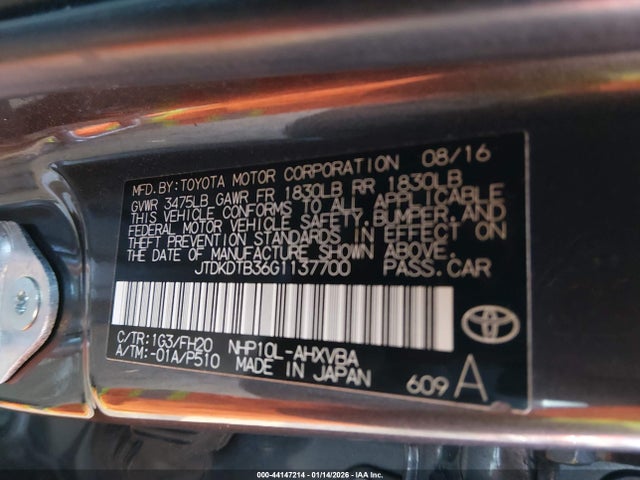 MFD.BY:TOYOTA MOTOR CORPORATION 08/16
GVWR 3475LB GAWR FR 1830LB RR 1830LB
THIS VEHICLE CONFORMS TO ALL APPLICABLE
FEDERAL MOTOR VEHICLE SAFETY,BUMPER,AND
THEFT PREVENTION STANDARDS IN EFFECT ON
THE DATE OF MANUFACTURE SHOWN ABOVE.
JTDKDTB36G1137700 PASS.CAR
C/TR:1G3/FH20 NHP10L-AHXVBA
A/TM:-01A/P510 MADE IN JAPAN
609 A
000-44147214 - 01/14/2026 - IAA Inc.